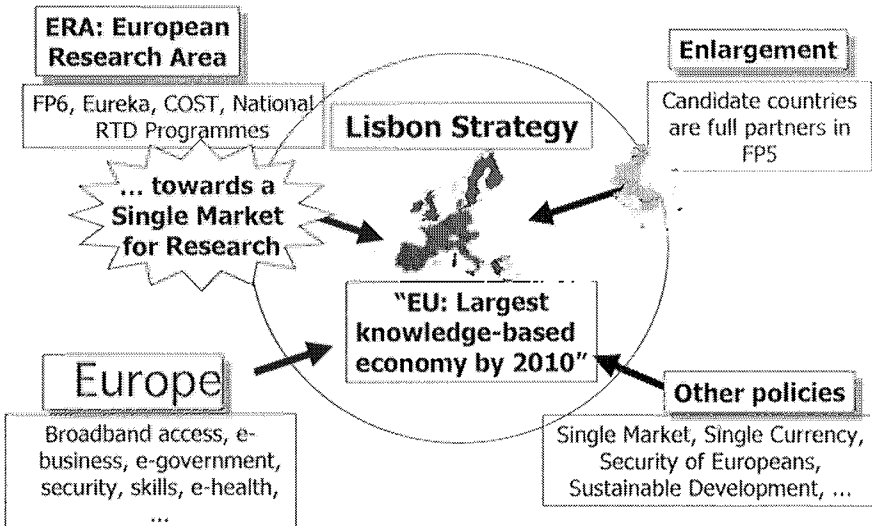 ERA: European
Research Area
FP6, Eureka, COST, National
RTD Programmes
... towards a
Single Market
for Research
Lisbon Strategy
Enlargement
Candidate countries
are full partners in
FP5
"EU: Largest
knowledge-based
economy by 2010"
Europe
Broadband access, e-
business, e-government,
security, skills, e-health,
...
Other policies
Single Market, Single Currency,
Security of Europeans,
Sustainable Development, ...